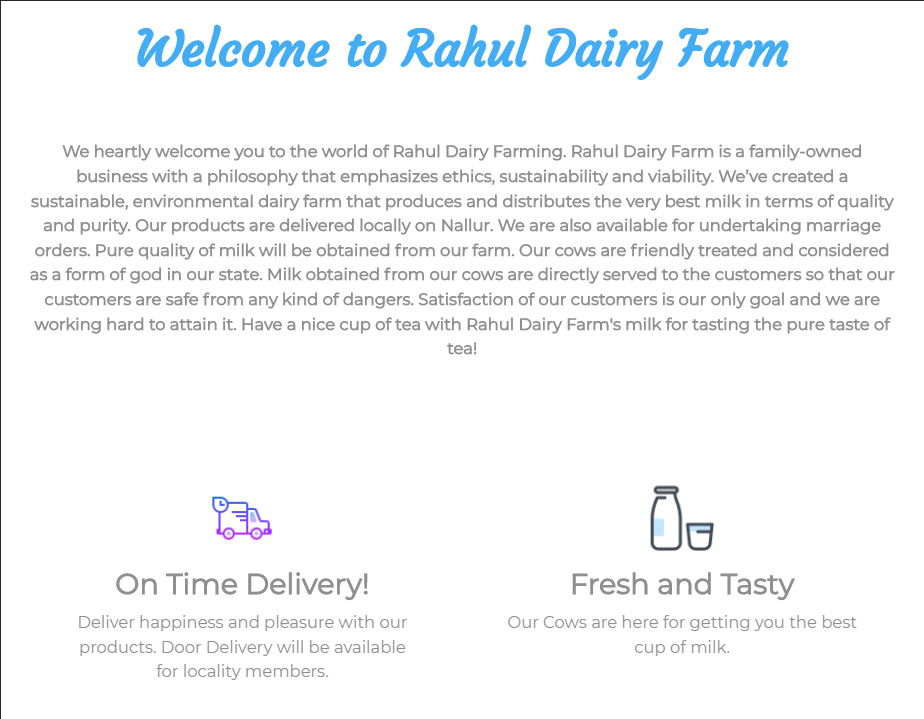 Welcome to Rahul Dairy Farm
We heartly welcome you to the world of Rahul Dairy Farming. Rahul Dairy Farm is a family-owned
business with a philosophy that emphasizes ethics, sustainability and viability. We’ve created a
sustainable, environmental dairy farm that produces and distributes the very best milk in terms of quality
and purity. Our products are delivered locally on Nallur. We are also available for undertaking marriage
orders. Pure quality of milk will be obtained from our farm. Our cows are friendly treated and considered
as a form of god in our state. Milk obtained from our cows are directly served to the customers so that our
customers are safe from any kind of dangers. Satisfaction of our customers is our only goal and we are
working hard to attain it. Have a nice cup of tea with Rahul Dairy Farm's milk for tasting the pure taste of
tea!
On Time Delivery!
Deliver happiness and pleasure with our
products. Door Delivery will be available
for locality members.
Fresh and Tasty
Our Cows are here for getting you the best
cup of milk.